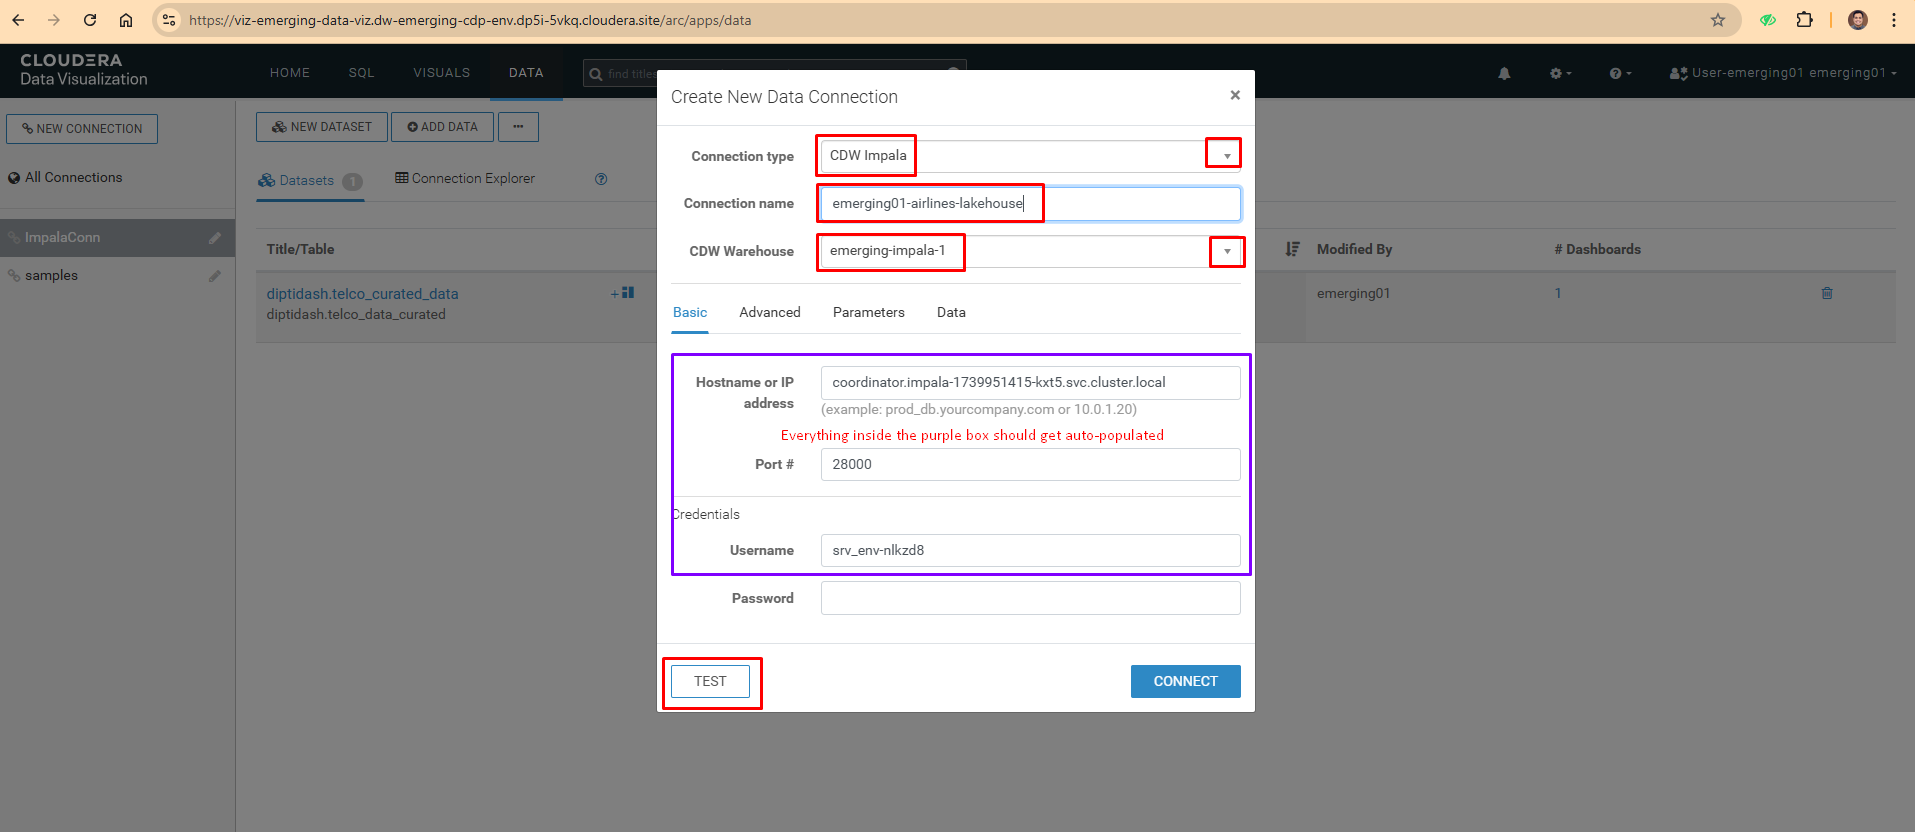 https://viz-emerging-data-viz.dw-emerging-cdp-env.dp5i-5vkq.cloudera.site/arc/apps/data
CLOUDERA
Data Visualization
HOME
SQL
VISUALS
DATA
find titles
User-emerging01 emerging01
NEW CONNECTION
NEW DATASET
ADD DATA
...
All Connections
Datasets 1
Connection Explorer
ImpalaConn
samples
Title/Table
Modified By
# Dashboards
diptidash.telco_curated_data
diptidash.telco_data_curated
emerging01
1
Create New Data Connection
×
Connection type
CDW Impala
Connection name
emerging01-airlines-lakehouse
CDW Warehouse
emerging-impala-1
Basic
Advanced
Parameters
Data
Hostname or IP
address
coordinator.impala-1739951415-kxt5.svc.cluster.local
(example: prod_db.yourcompany.com or 10.0.1.20)
Everything inside the purple box should get auto-populated
Port #
28000
Credentials
Username
srv_env-nlkzd8
Password
TEST
CONNECT